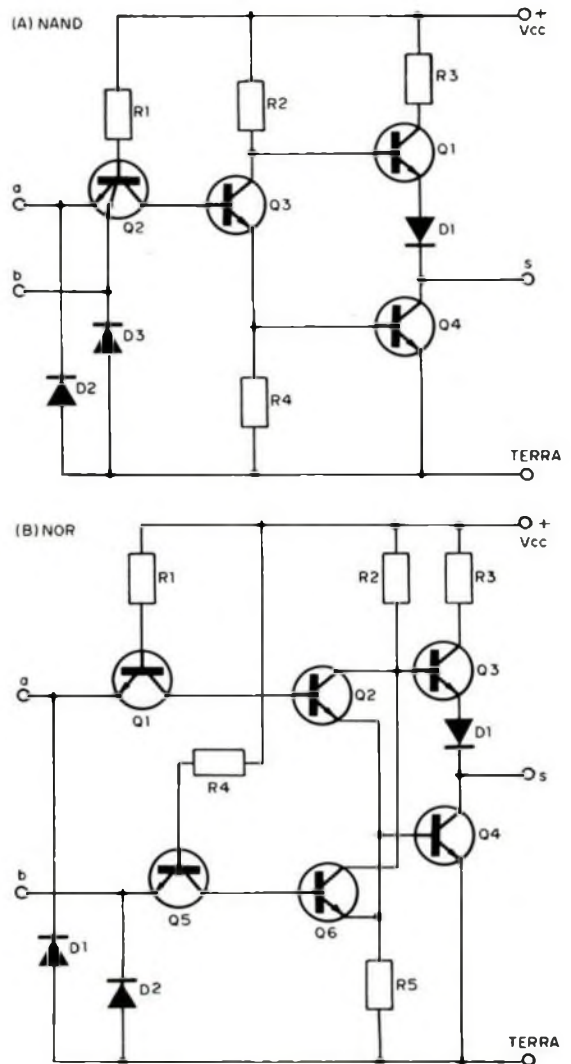 (A) NAND
+
Vcc
R1
R2
R3
Q1
a
Q2
Q3
D1
b
s
D3
Q4
D2
R4
TERRA
(B) NOR
+
Vcc
R1
R2
R3
a
Q1
Q2
Q3
D1
R4
s
Q4
b
Q5
Q6
D1
D2
R5
TERRA